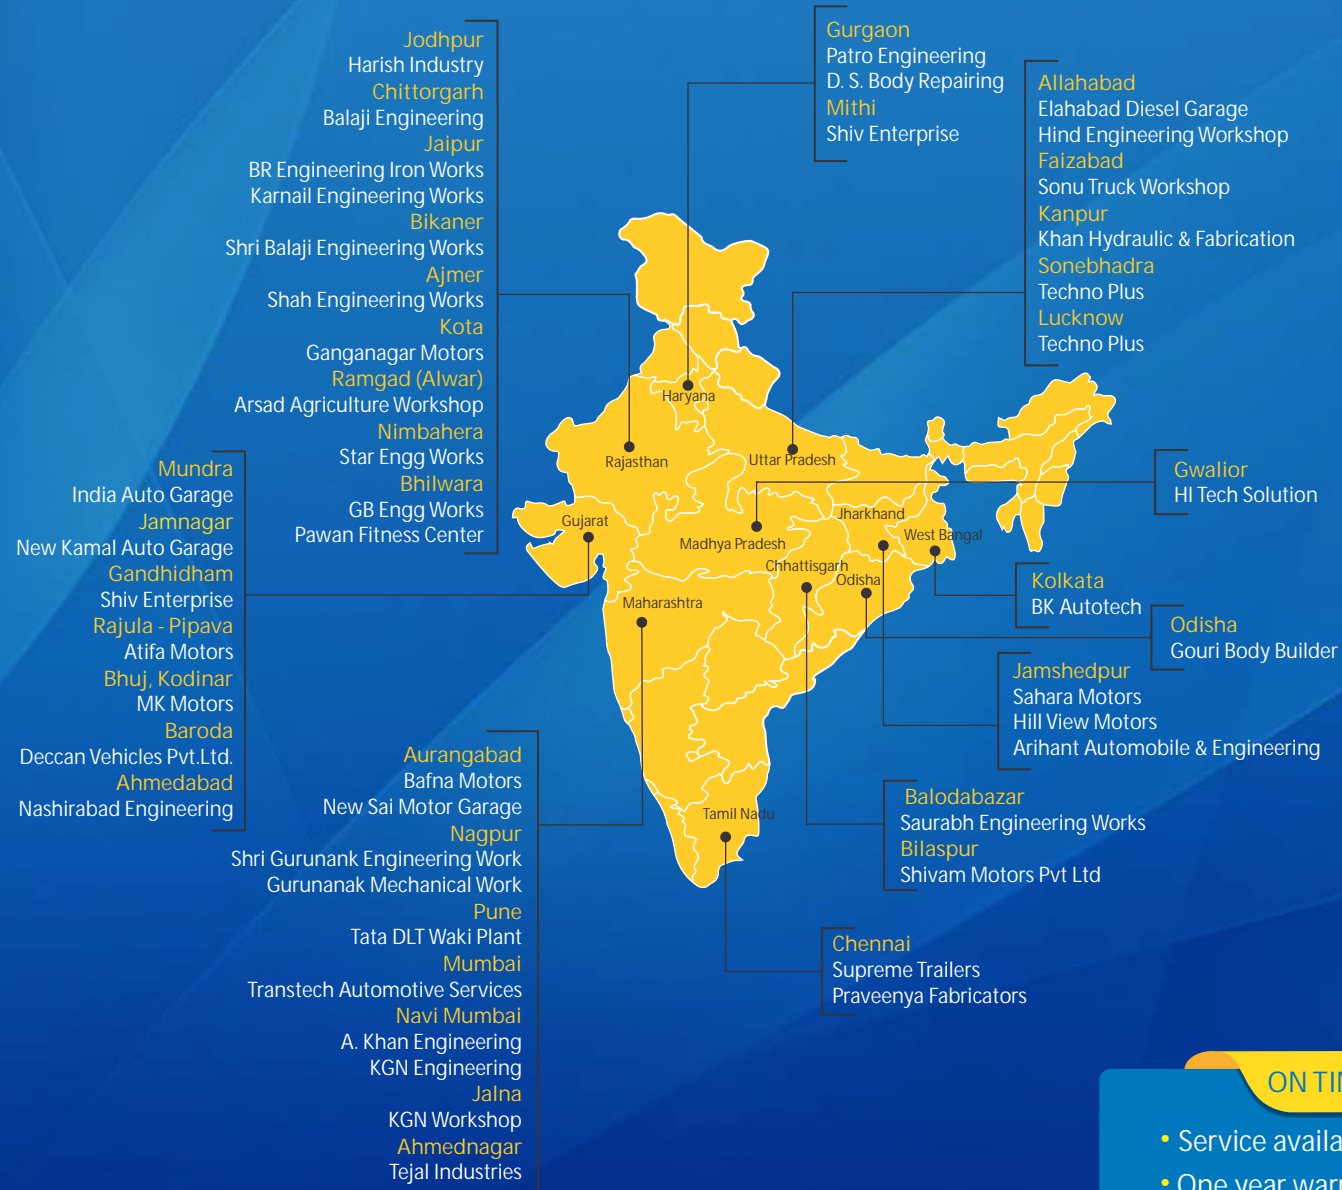 Jodhpur
Harish Industry
Chittorgarh
Balaji Engineering
Jaipur
BR Engineering Iron Works
Karnail Engineering Works
Bikaner
Shri Balaji Engineering Works
Ajmer
Shah Engineering Works
Kota
Ganganagar Motors
Ramgad (Alwar)
Arsad Agriculture Workshop
Nimbahera
Star Engg Works
Bhilwara
GB Engg Works
Pawan Fitness Center
Gurgaon
Patro Engineering
D. S. Body Repairing
Mithi
Shiv Enterprise
Allahabad
Elahabad Diesel Garage
Hind Engineering Workshop
Faizabad
Sonu Truck Workshop
Kanpur
Khan Hydraulic & Fabrication
Sonebhadra
Techno Plus
Lucknow
Techno Plus
Haryana
Rajasthan
Uttar Pradesh
Gujarat
Madhya Pradesh
Jharkhand
West Bangal
Chhattisgarh
Odisha
Maharashtra
Tamil Nadu
Mundra
India Auto Garage
Jamnagar
New Kamal Auto Garage
Gandhidham
Shiv Enterprise
Rajula - Pipava
Atifa Motors
Bhuj, Kodinar
MK Motors
Baroda
Deccan Vehicles Pvt.Ltd.
Ahmedabad
Nashirabad Engineering
Gwalior
HI Tech Solution
Kolkata
BK Autotech
Odisha
Gouri Body Builder
Jamshedpur
Sahara Motors
Hill View Motors
Arihant Automobile & Engineering
Balodabazar
Saurabh Engineering Works
Bilaspur
Shivam Motors Pvt Ltd
Chennai
Supreme Trailers
Praveenya Fabricators
Aurangabad
Bafna Motors
New Sai Motor Garage
Nagpur
Shri Gurunank Engineering Work
Gurunanak Mechanical Work
Pune
Tata DLT Waki Plant
Mumbai
Transtech Automotive Services
Navi Mumbai
A. Khan Engineering
KGN Engineering
Jalna
KGN Workshop
Ahmednagar
Tejal Industries
ON
• Service
• One year